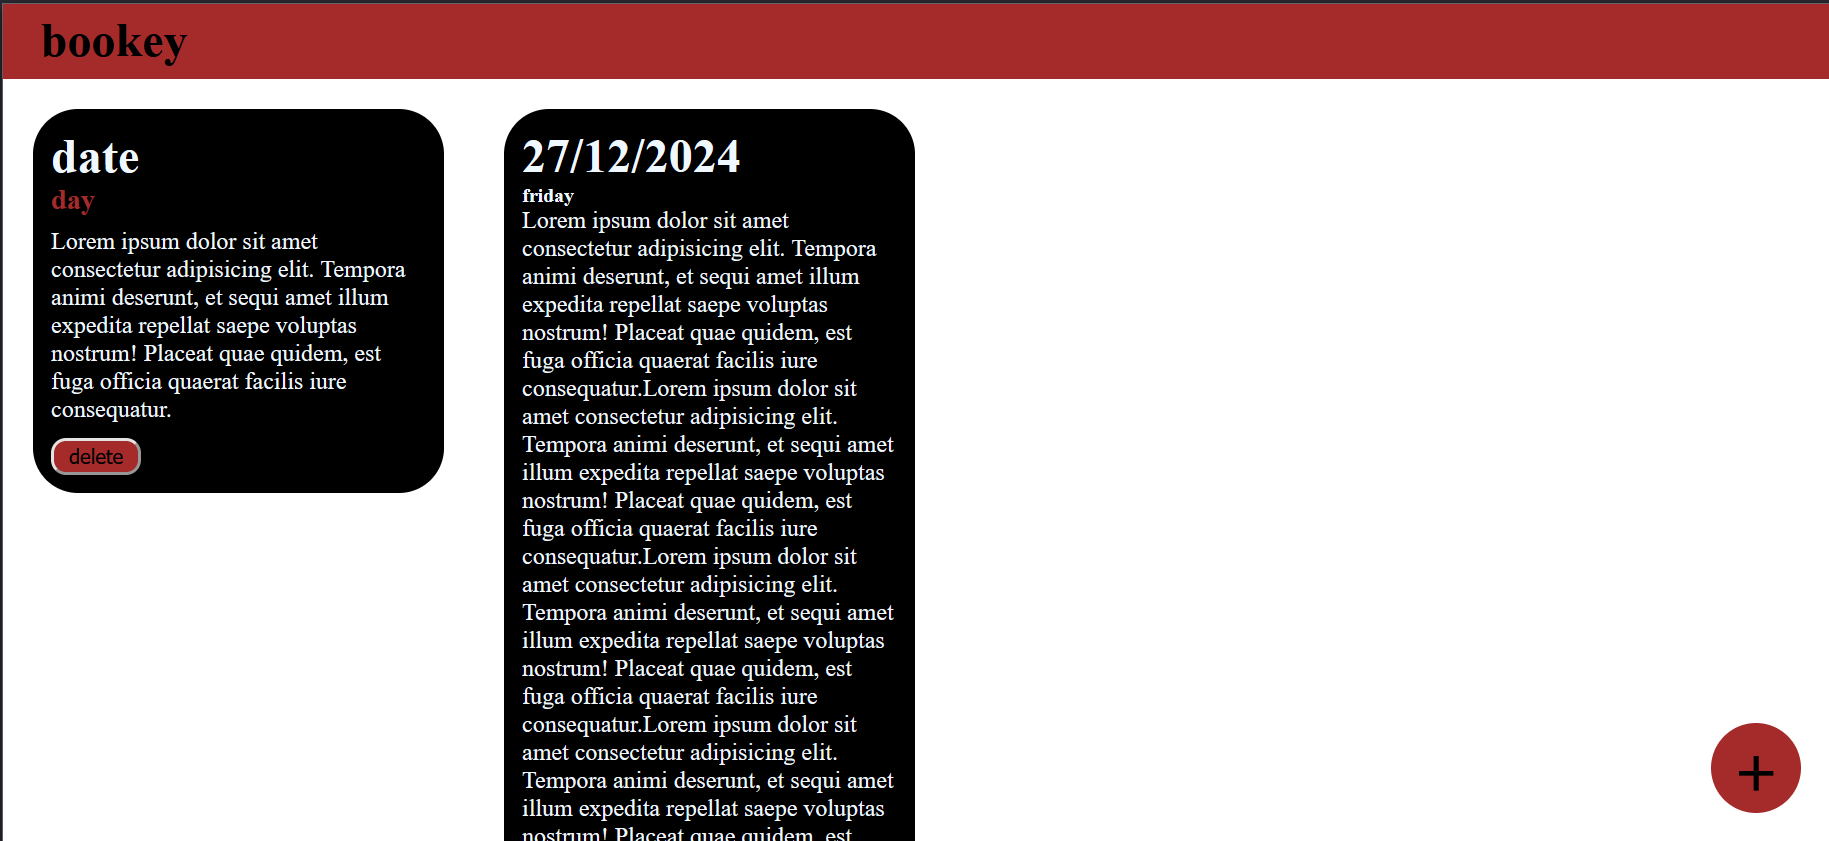 bookey
date
day
Lorem ipsum dolor sit amet
consectetur adipisicing elit. Tempora
animi deserunt, et sequi amet illum
expedita repellat saepe voluptas
nostrum! Placeat quae quidem, est
fuga officia quaerat facilis iure
consequatur.
delete
27/12/2024
friday
Lorem ipsum dolor sit amet
consectetur adipisicing elit. Tempora
animi deserunt, et sequi amet illum
expedita repellat saepe voluptas
nostrum! Placeat quae quidem, est
fuga officia quaerat facilis iure
consequatur.Lorem ipsum dolor sit
amet consectetur adipisicing elit.
Tempora animi deserunt, et sequi amet
illum expedita repellat saepe voluptas
nostrum! Placeat quae quidem, est
fuga officia quaerat facilis iure
consequatur.Lorem ipsum dolor sit
amet consectetur adipisicing elit.
Tempora animi deserunt, et sequi amet
illum expedita repellat saepe voluptas
nostrum! Placeat quae quidem, est
fuga officia quaerat facilis iure
consequatur.Lorem ipsum dolor sit
amet consectetur adipisicing elit.
Tempora animi deserunt, et sequi amet
illum expedita repellat saepe voluptas
nostrum! Placeat quae quidem, est
+